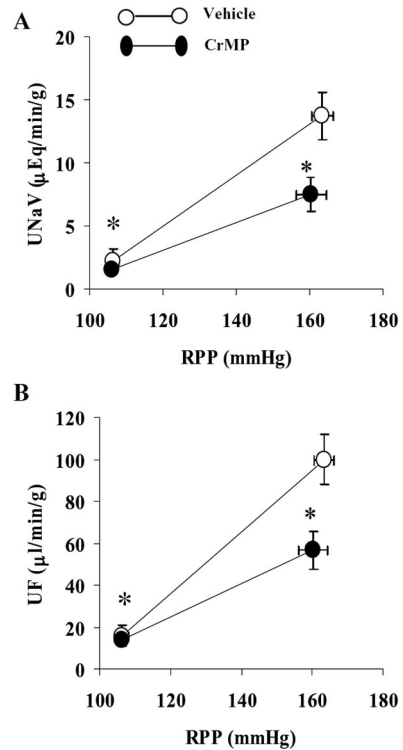 A
Vehicle
CrMP
UNaV (μEq/min/g)
20
15
10
5
0
*
*
100 120 140 160 180
RPP (mmHg)
B
UF (μl/min/g)
120
100
80
60
40
20
0
*
*
100 120 140 160 180
RPP (mmHg)